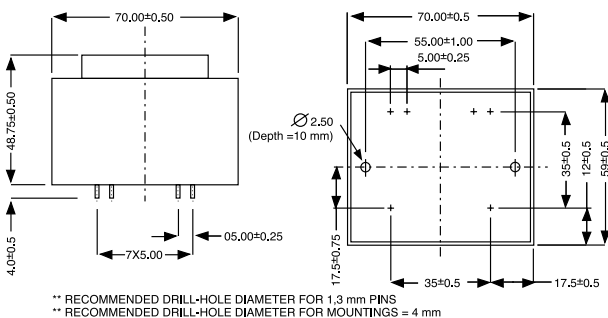 70.00±0.50
48.75±0.50
4.0±0.5
7X5.00
05.00±0.25
70.00±0.5
55.00±1.00
5.00±0.25
Ø 2.50
(Depth =10 mm)
35±0.5
12±0.5
59±0.5
17.5±0.75
35±0.5
17.5±0.5
** RECOMMENDED DRILL-HOLE DIAMETER FOR 1,3 mm PINS
** RECOMMENDED DRILL-HOLE DIAMETER FOR MOUNTINGS = 4 mm